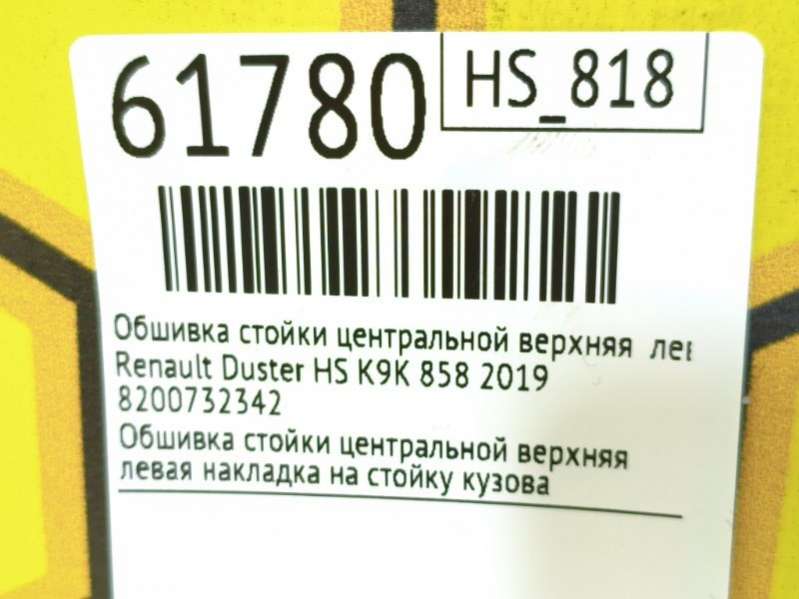 61780
HS_818
Обшивка стойки центральной верхняя
Renault Duster HS K9K 858 2019
8200732342
Обшивка стойки центральной верхняя
левая накладка на стойку кузова